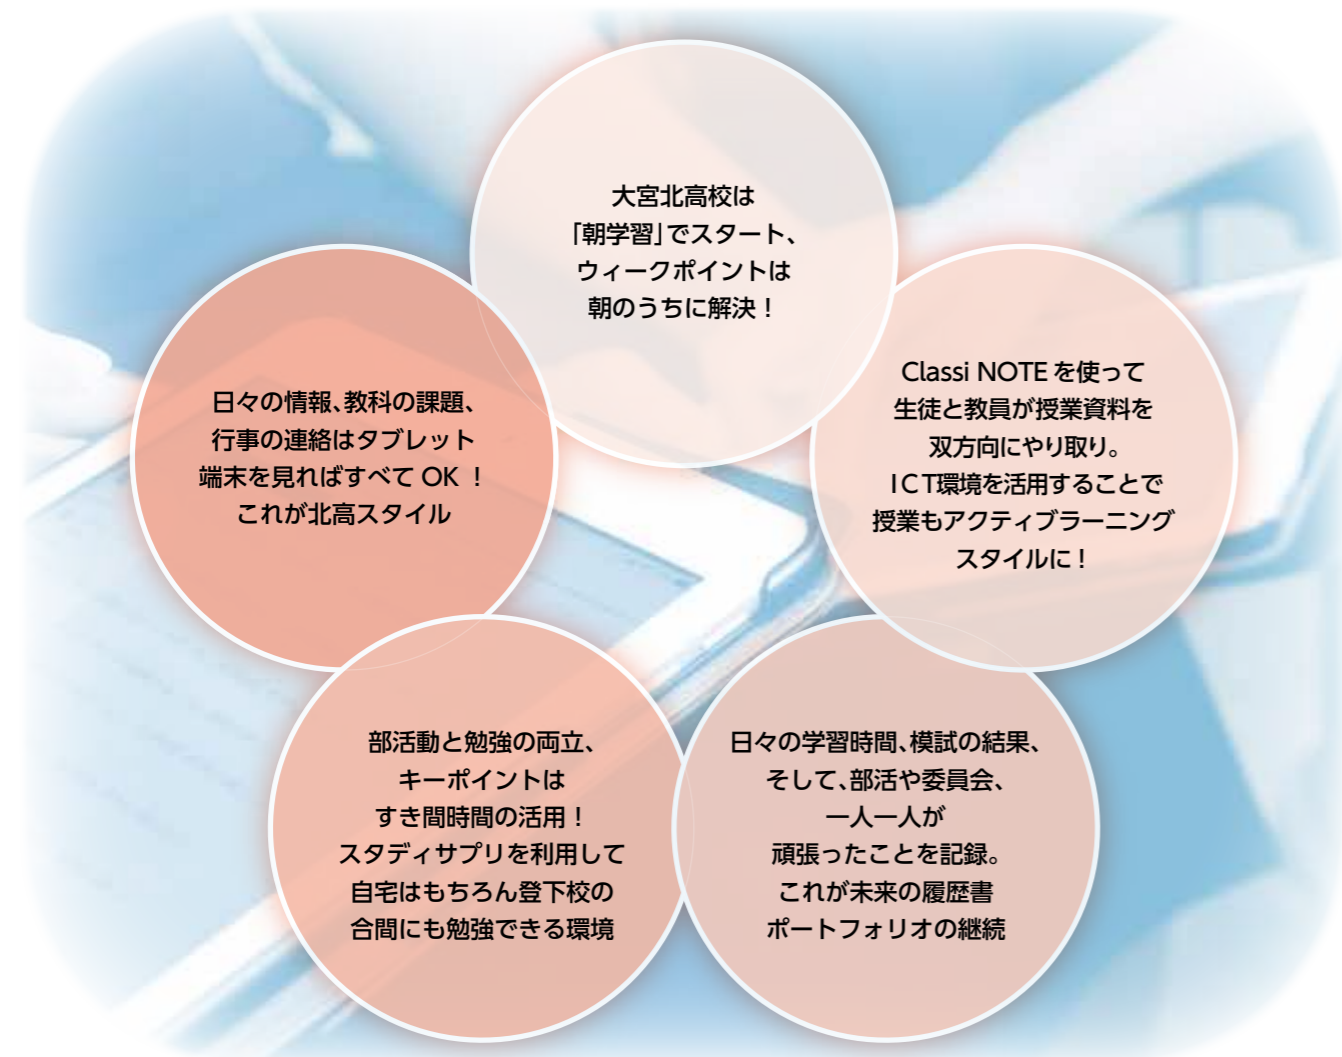 大宮北高校は
「朝学習」でスタート、
ウィークポイントは
朝のうちに解決！
Classi NOTE を使って
生徒と教員が授業資料を
双方向にやり取り。
ＩＣＴ環境を活用することで
授業もアクティブラーニング
スタイルに！
日々の学習時間、模試の結果、
そして、部活や委員会、
一人一人が
頑張ったことを記録。
これが未来の履歴書
ポートフォリオの継続
部活動と勉強の両立、
キーポイントは
すき間時間の活用！
スタディサプリを利用して
自宅はもちろん登下校の
合間にも勉強できる環境
日々の情報、教科の課題、
行事の連絡はタブレット
端末を見ればすべて OK ！
これが北高スタイル